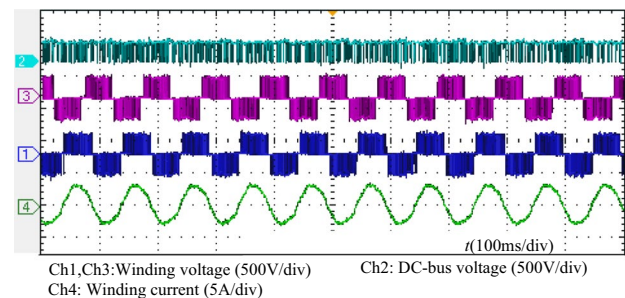 2
3
1
4
t(100ms/div)
Ch1,Ch3:Winding voltage (500V/div) Ch2: DC-bus voltage (500V/div)
Ch4: Winding current (5A/div)